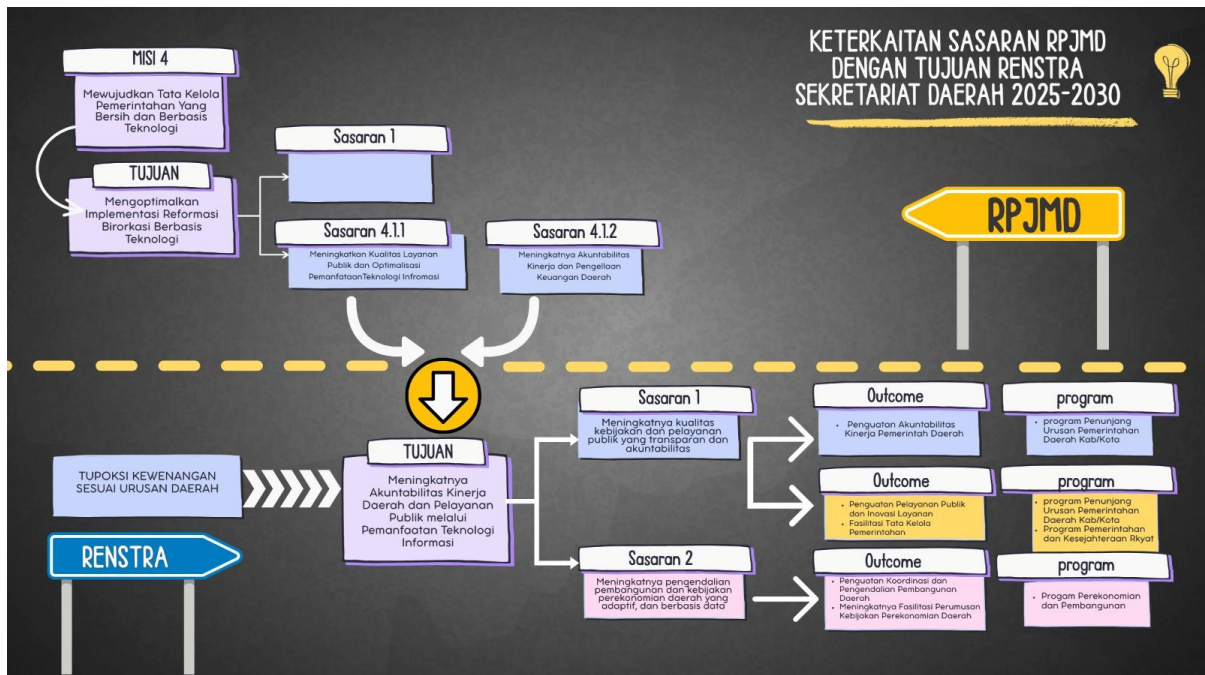 KETERKAITAN SASARAN RPJMD
DENGAN TUJUAN RENSTRA
SEKRETARIAT DAERAH 2025-2030
MISI 4
Mewujudkan Tata Kelola
Pemerintahan Yang
Bersih dan Berbasis
Teknologi
TUJUAN
Mengoptimalkan
Implementasi Reformasi
Birorkasi Berbasis
Teknologi
Sasaran 1
Sasaran 4.1.1
Meningkatkan Kualitas Layanan
Publik dan Optimalisasi
PemanfataanTeknologi Infromasi
Sasaran 4.1.2
Meningkatnya Akuntabilitas
Kinerja dan Pengellaan
Keuangan Daerah
RPJMD
TUPOKSI KEWENANGAN
SESUAI URUSAN DAERAH
RENSTRA
TUJUAN
Meningkatnya
Akuntabilitas Kinerja
Daerah dan Pelayanan
Publik melalui
Pemanfaatan Teknologi
Informasi
Sasaran 1
Meningkatnya kualitas
kebijakan dan pelayanan
publik yang transparan dan
akuntabilitas
Outcome
• Penguatan Akuntabilitas
Kinerja Pemerintah Daerah
program
• program Penunjang
Urusan Pemerintahan
Daerah Kab/Kota
Outcome
• Penguatan Pelayanan Publik
dan Inovasi Layanan
• Fasilitasi Tata Kelola
Pemerintahan
program
• program Penunjang
Urusan Pemerintahan
Daerah Kab/Kota
• Program Pemerintahan
dan Kesejahteraan Rkyat
Sasaran 2
Meningkatnya pengendalian
pembangunan dan kebijakan
perekonomian daerah yang
adaptif, dan berbasis data
Outcome
• Penguatan Koordinasi dan
Pengendalian Pembangunan
Daerah
• Meningkatnya Fasilitasi Perumusan
Kebijakan Perekonomian Daerah
program
• Progam Perekonomian
dan Pembangunan